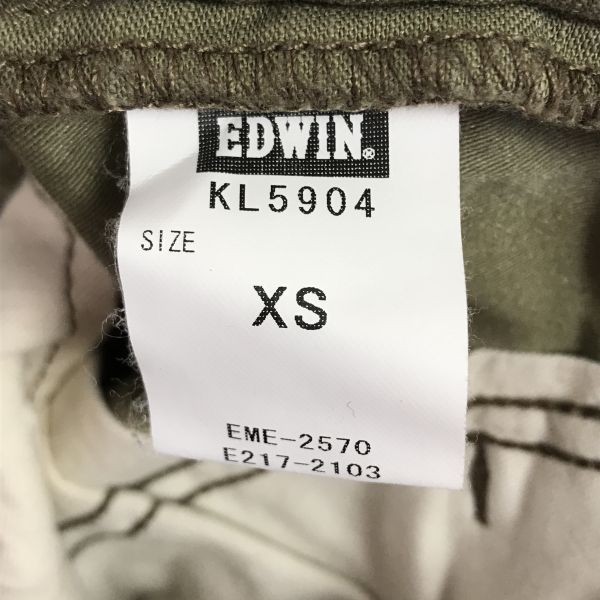 EDWIN®
KL5904
SIZE
XS
EME-2570
E217-2103